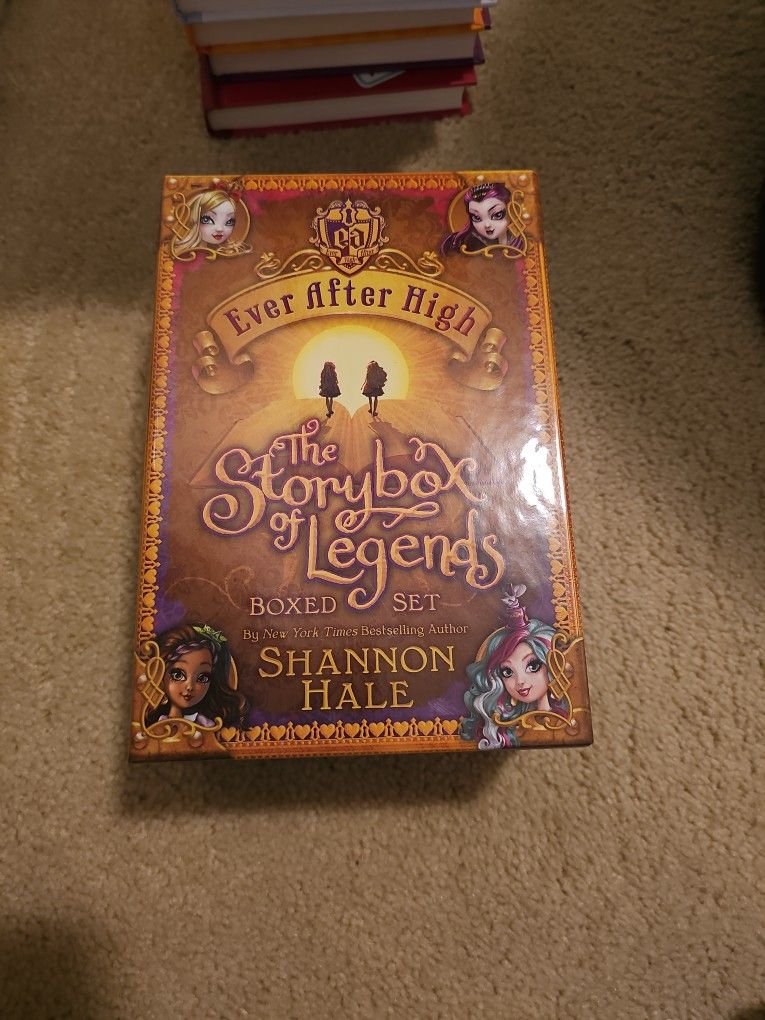 Ever After High
The
Storybox
of Legends
BOXED SET
By New York Times Bestselling Author
SHANNON
HALE